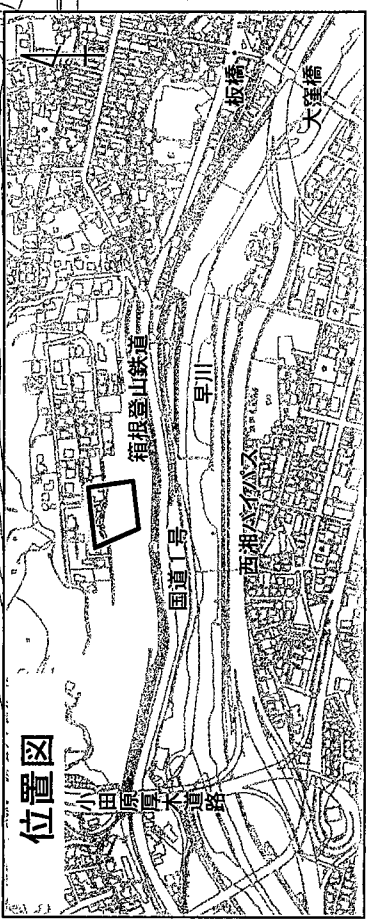 位置図
小田原厚木道路
箱根登山鉄道
国道1号
早川
西湘バイパス
板橋
大窪橋